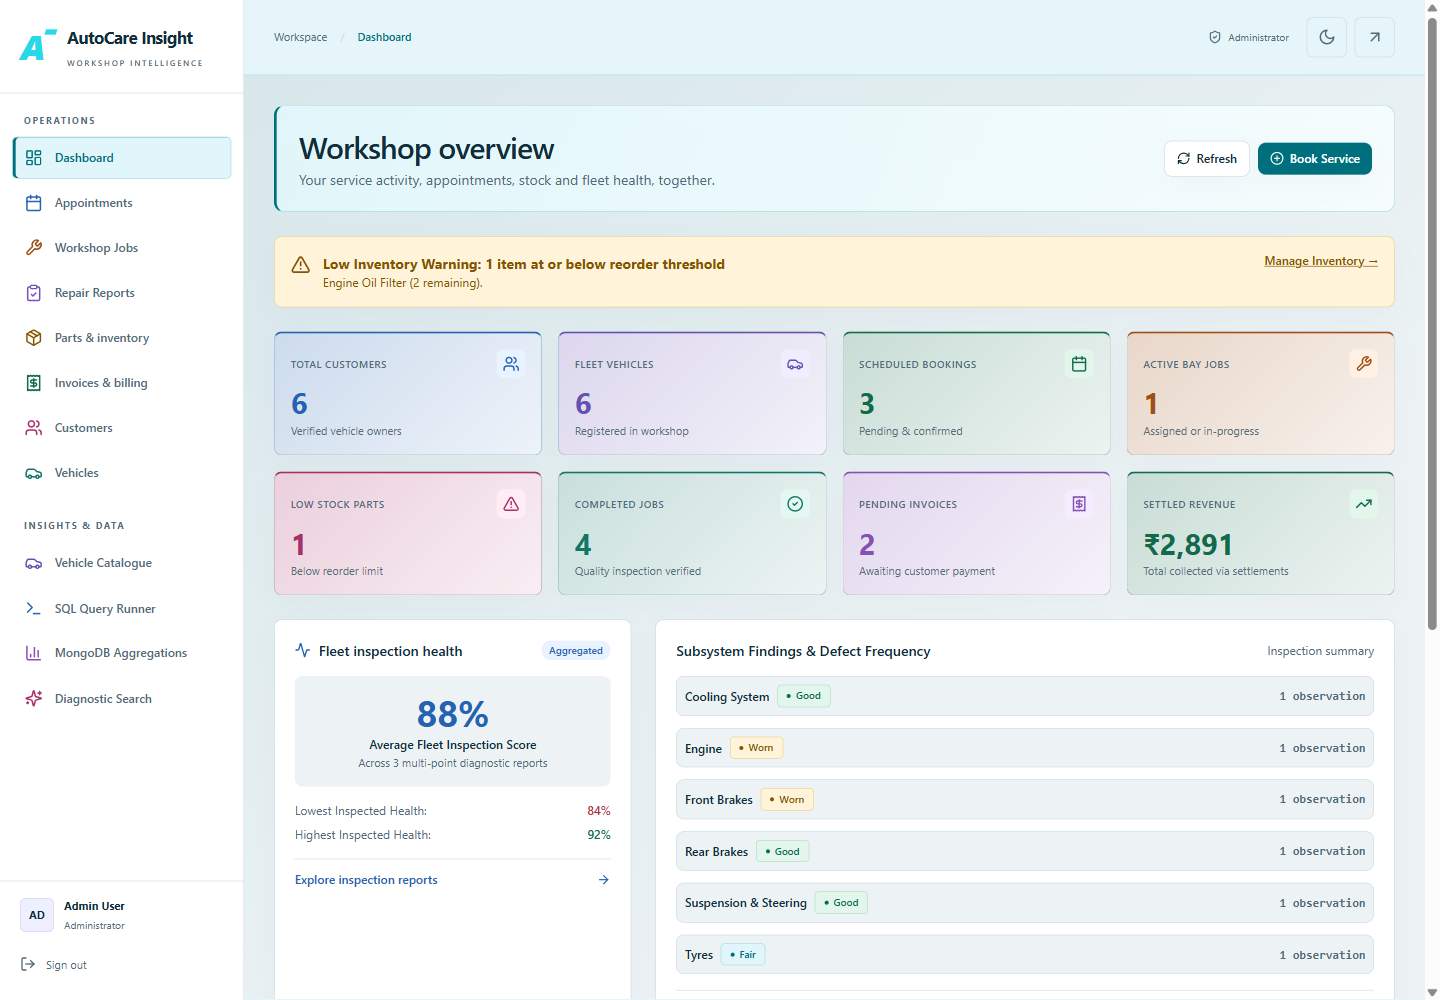 AutoCare Insight
WORKSHOP INTELLIGENCE
OPERATIONS
Dashboard
Appointments
Workshop Jobs
Repair Reports
Parts & inventory
Invoices & billing
Customers
Vehicles
INSIGHTS & DATA
Vehicle Catalogue
SQL Query Runner
MongoDB Aggregations
Diagnostic Search
AD
Admin User
Administrator
Sign out
Workspace / Dashboard
Administrator
Workshop overview
Your service activity, appointments, stock and fleet health, together.
Refresh
Book Service
Low Inventory Warning: 1 item at or below reorder threshold
Engine Oil Filter (2 remaining).
Manage Inventory →
TOTAL CUSTOMERS
6
Verified vehicle owners
FLEET VEHICLES
6
Registered in workshop
SCHEDULED BOOKINGS
3
Pending & confirmed
ACTIVE BAY JOBS
1
Assigned or in-progress
LOW STOCK PARTS
1
Below reorder limit
COMPLETED JOBS
4
Quality inspection verified
PENDING INVOICES
2
Awaiting customer payment
SETTLED REVENUE
₹2,891
Total collected via settlements
Fleet inspection health
Aggregated
88%
Average Fleet Inspection Score
Across 3 multi-point diagnostic reports
Lowest Inspected Health: 84%
Highest Inspected Health: 92%
Explore inspection reports →
Subsystem Findings & Defect Frequency
Inspection summary
Cooling System • Good 1 observation
Engine • Worn 1 observation
Front Brakes • Worn 1 observation
Rear Brakes • Good 1 observation
Suspension & Steering • Good 1 observation
Tyres • Fair 1 observation